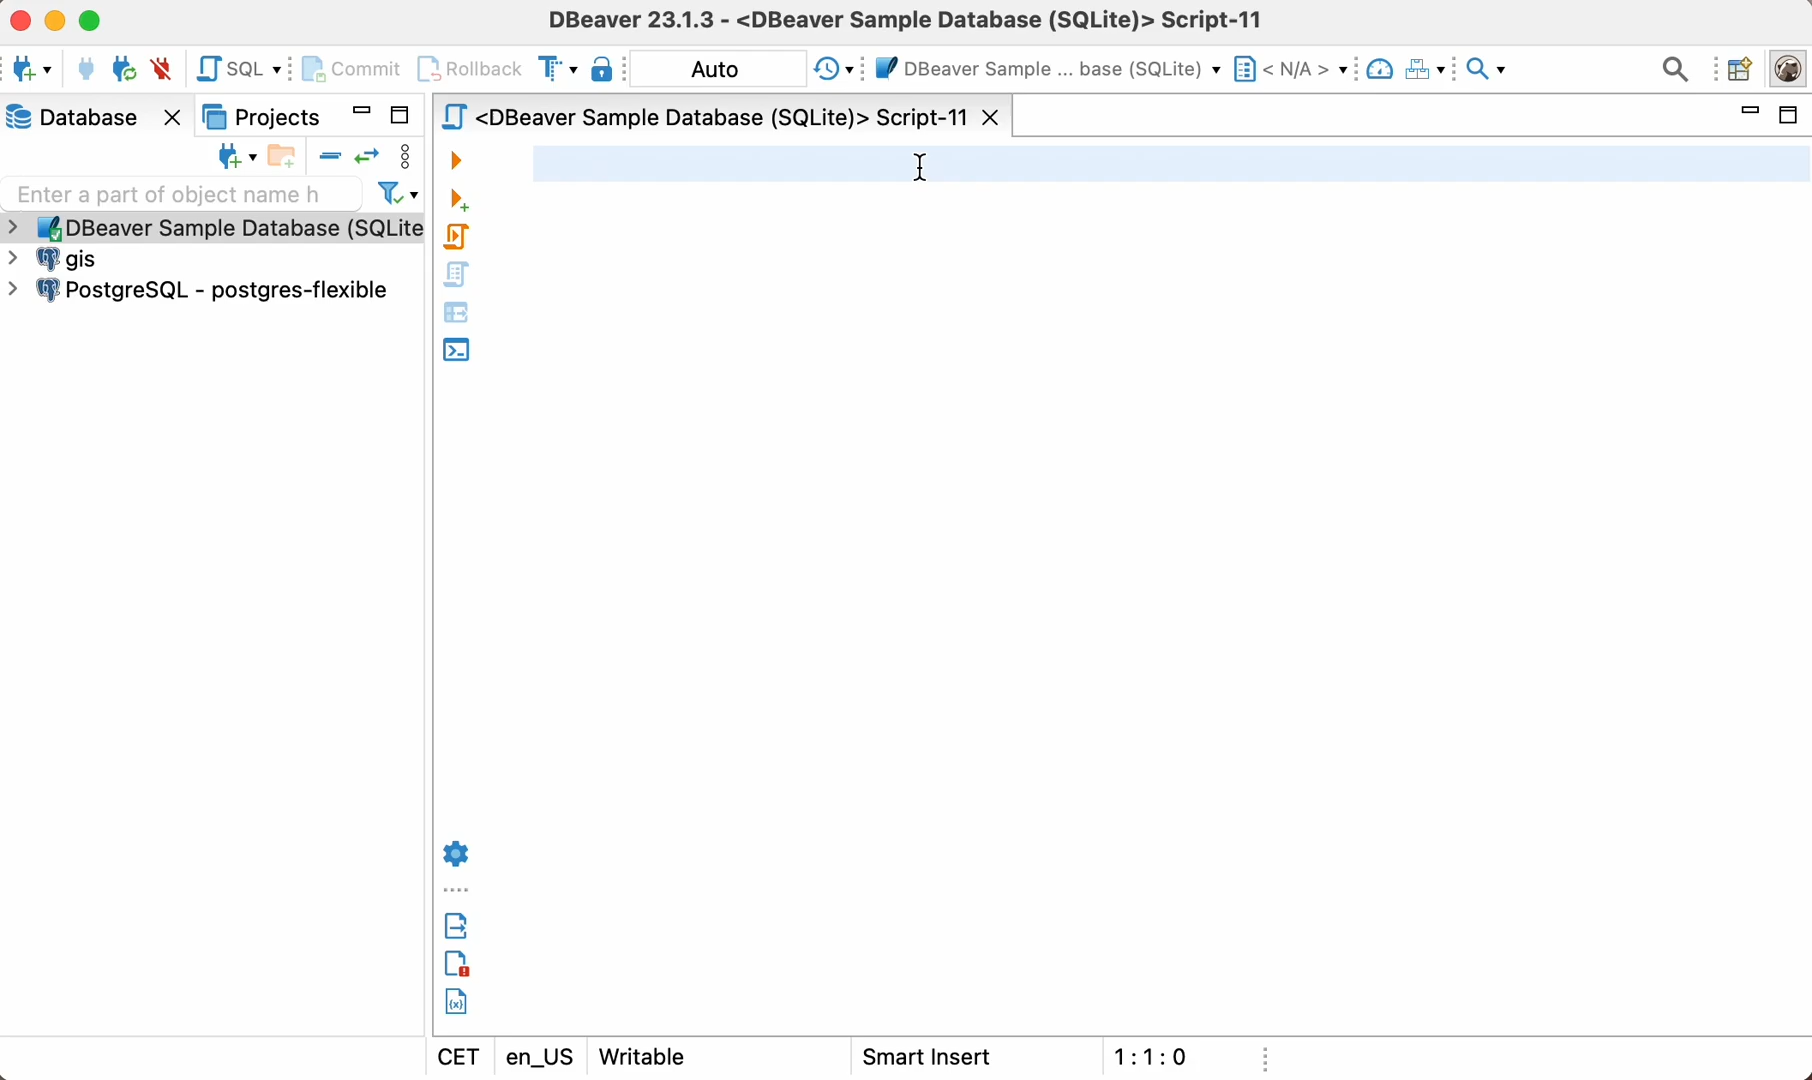 DBeaver 23.1.3 - <DBeaver Sample Database (SQLite)> Script-11
SQL Commit Rollback Auto DBeaver Sample ... base (SQLite) < N/A >
Database Projects <DBeaver Sample Database (SQLite)> Script-11
Enter a part of object name h
DBeaver Sample Database (SQLite
gis
PostgreSQL - postgres-flexible
CET en_US Writable Smart Insert 1:1:0